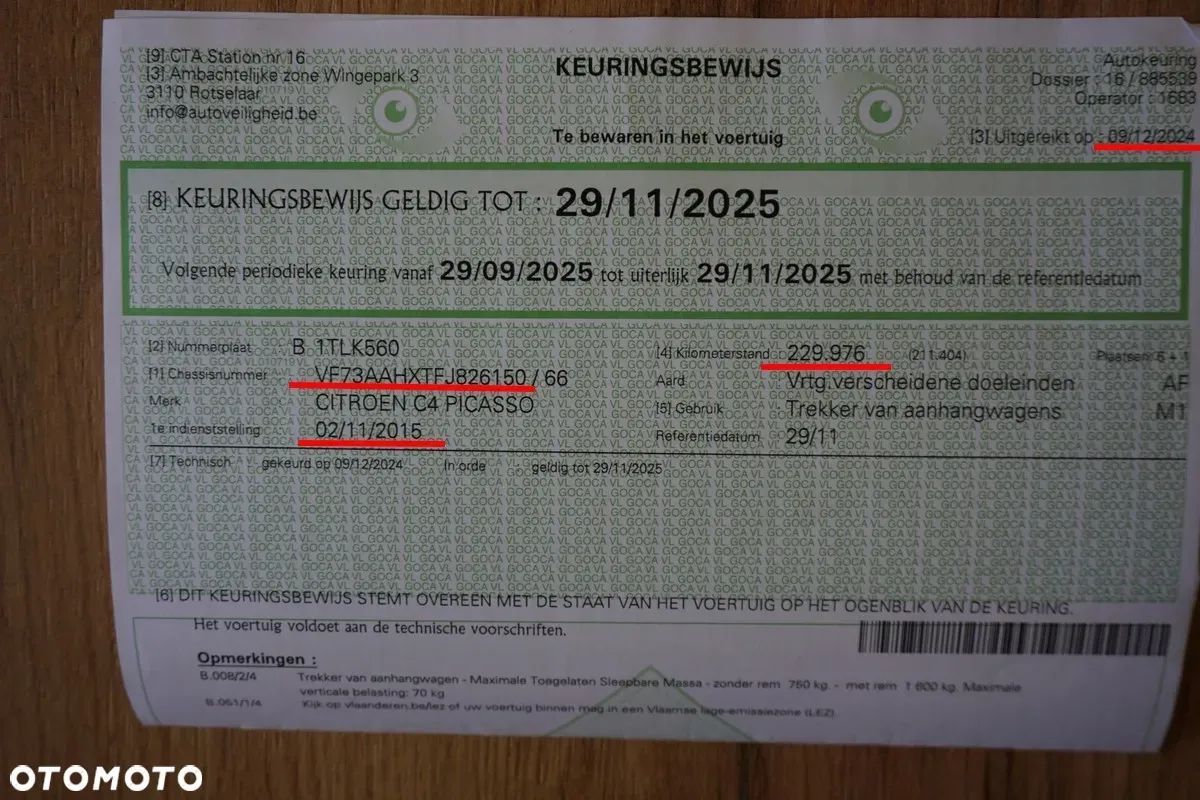 [9] CTA Station nr 16
[3] Ambachtelijke zone Wingepark 3
3110 Rotselaar
info@autoveiligheid.be
KEURINGSBEWIJS
Te bewaren in het voertuig
Autokeuring
Dossier : 16 / 885539
Operator : 1683
[3] Uitgereikt op : 09/12/2024
[8] KEURINGSBEWIJS GELDIG TOT : 29/11/2025
Volgende periodieke keuring vanaf 29/09/2025 tot uiterlijk 29/11/2025 met behoud van de referentiedatum
[2] Nummerplaat B 1TLK560
[1] Chassisnummer VF73AAHXTFJ826150 / 66
Merk CITROEN C4 PICASSO
1e indienststelling 02/11/2015
[4] Kilometerstand : 229.976 (211.404) Plaatsen: 5 + 1
Aard : Vrtg.verscheidene doeleinden AF
[5] Gebruik : Trekker van aanhangwagens M1
Referentiedatum : 29/11
[7] Technisch gekeurd op 09/12/2024 In orde geldig tot 29/11/2025
[6] DIT KEURINGSBEWIJS STEMT OVEREEN MET DE STAAT VAN HET VOERTUIG OP HET OGENBLIK VAN DE KEURING.
Het voertuig voldoet aan de technische voorschriften.
Opmerkingen :
B.008/2/4 Trekker van aanhangwagen - Maximale Toegelaten Sleepbare Massa - zonder rem 750 kg. - met rem 1 600 kg. Maximale
verticale belasting: 70 kg
B.051/1/4 Kijk op vlaanderen.be/lez of uw voertuig binnen mag in een Vlaamse lage-emissiezone (LEZ).
OTOMOTO